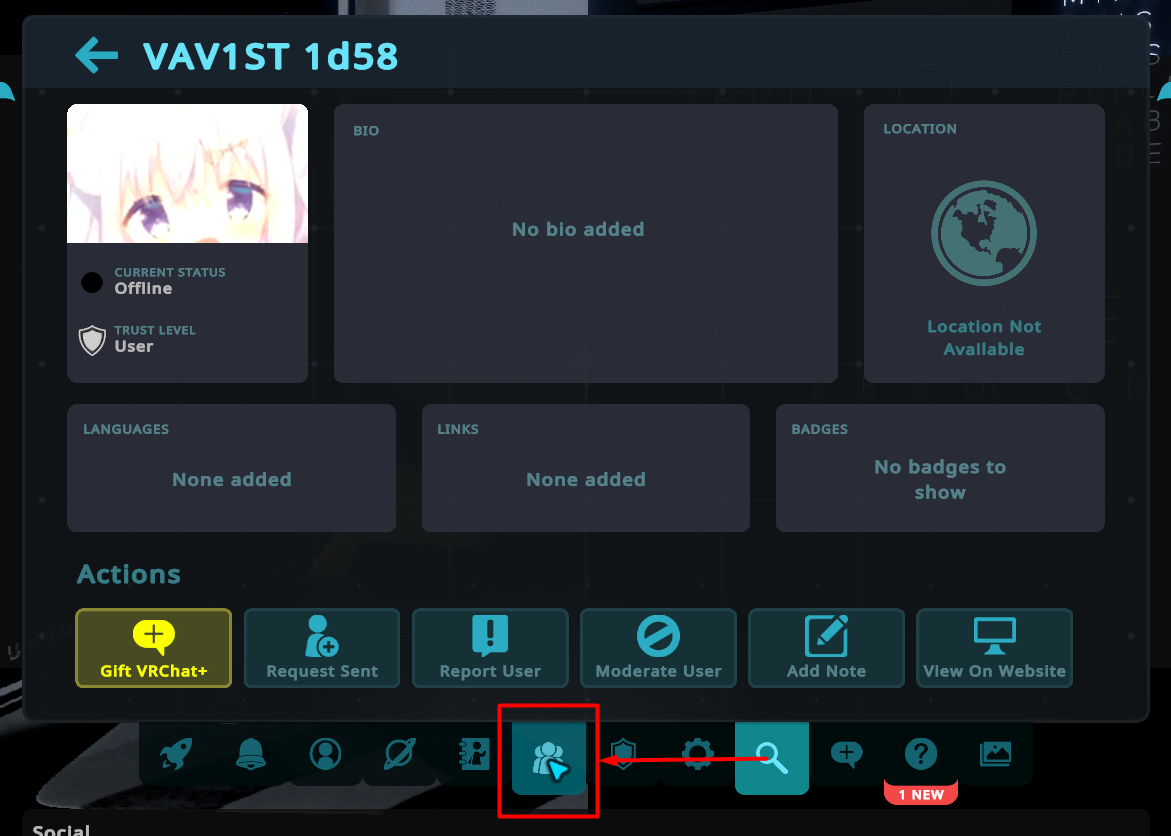 VAV1ST 1d58
BIO
No bio added
LOCATION
Location Not
Available
CURRENT STATUS
Offline
TRUST LEVEL
User
LANGUAGES
None added
LINKS
None added
BADGES
No badges to
show
Actions
Gift VRChat+
Request Sent
Report User
Moderate User
Add Note
View On Website
1 NEW
Social